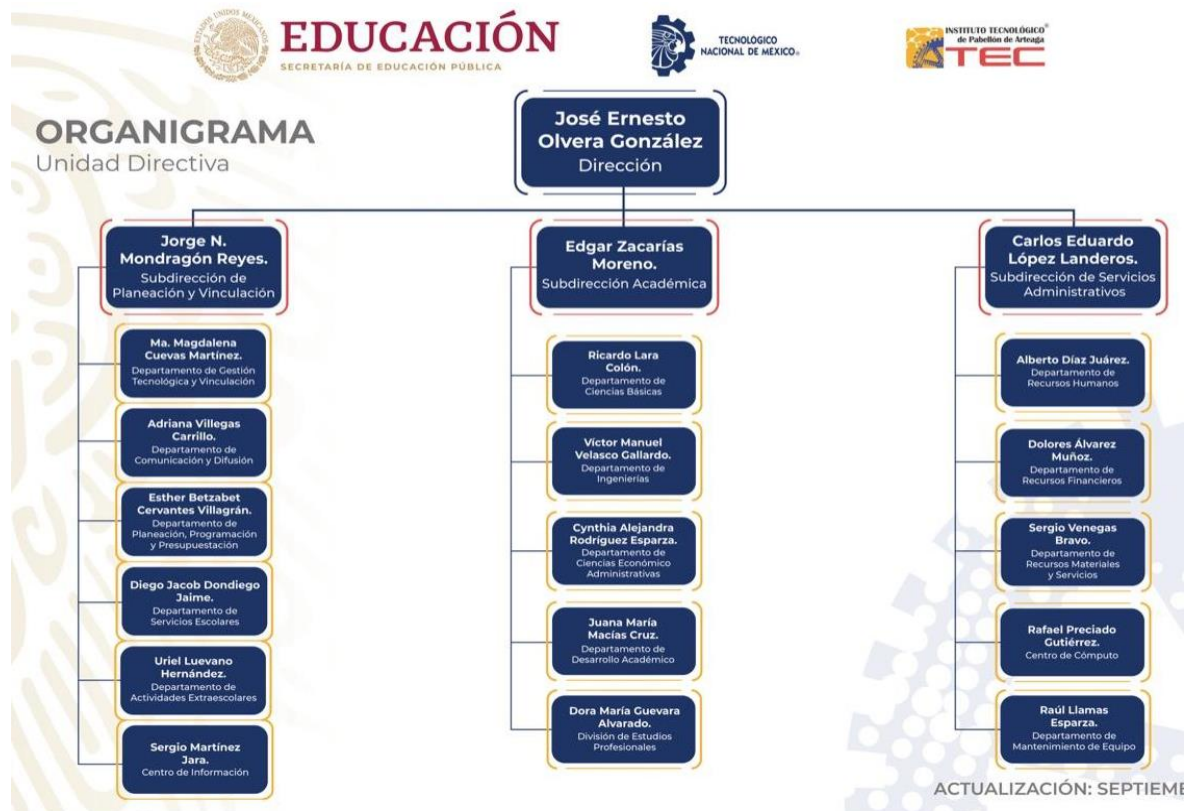 EDUCACIÓN
SECRETARÍA DE EDUCACIÓN PÚBLICA
ESTADOS UNIDOS MEXICANOS
TECNOLÓGICO
NACIONAL DE MÉXICO®
INSTITUTO TECNOLÓGICO®
de Pabellón de Arteaga
TEC
ORGANIGRAMA
Unidad Directiva
José Ernesto
Olvera González
Dirección
Jorge N.
Mondragón Reyes.
Subdirección de
Planeación y Vinculación
Ma. Magdalena
Cuevas Martínez.
Departamento de Gestión
Tecnológica y Vinculación
Adriana Villegas
Carrillo.
Departamento de
Comunicación y Difusión
Esther Betzabet
Cervantes Villagrán.
Departamento de
Planeación, Programación
y Presupuestación
Diego Jacob Dondiego
Jaime.
Departamento de
Servicios Escolares
Uriel Luevano
Hernández.
Departamento de
Actividades Extraescolares
Sergio Martínez
Jara.
Centro de Información
Edgar Zacarías
Moreno.
Subdirección Académica
Ricardo Lara
Colón.
Departamento de
Ciencias Básicas
Víctor Manuel
Velasco Gallardo.
Departamento de
Ingenierías
Cynthia Alejandra
Rodríguez Esparza.
Departamento de
Ciencias Económico
Administrativas
Juana María
Macías Cruz.
Departamento de
Desarrollo Académico
Dora María Guevara
Alvarado.
División de Estudios
Profesionales
Carlos Eduardo
López Landeros.
Subdirección de Servicios
Administrativos
Alberto Díaz Juárez.
Departamento de
Recursos Humanos
Dolores Álvarez
Muñoz.
Departamento de
Recursos Financieros
Sergio Venegas
Bravo.
Departamento de
Recursos Materiales
y Servicios
Rafael Preciado
Gutiérrez.
Centro de Cómputo
Raúl Llamas
Esparza.
Departamento de
Mantenimiento de Equipo
ACTUALIZACIÓN: SEPTIEMB